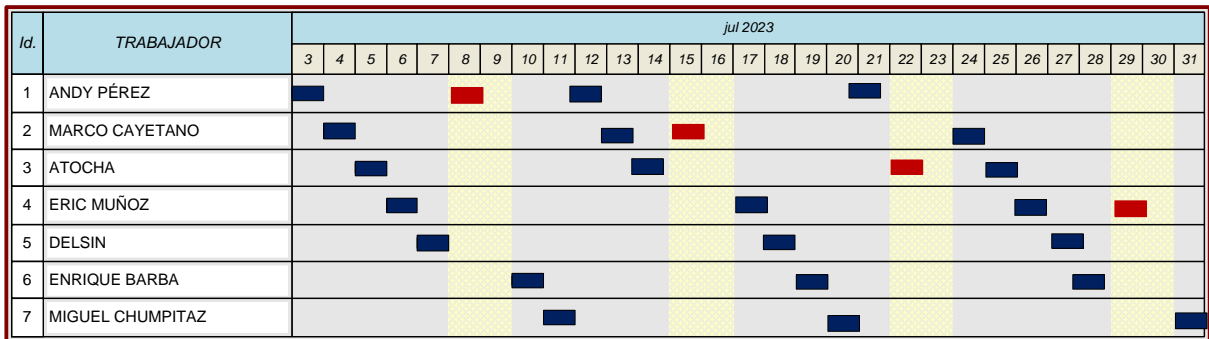 Id. TRABAJADOR jul 2023
3 4 5 6 7 8 9 10 11 12 13 14 15 16 17 18 19 20 21 22 23 24 25 26 27 28 29 30 31
1 ANDY PÉREZ
2 MARCO CAYETANO
3 ATOCHA
4 ERIC MUÑOZ
5 DELSIN
6 ENRIQUE BARBA
7 MIGUEL CHUMPITAZ